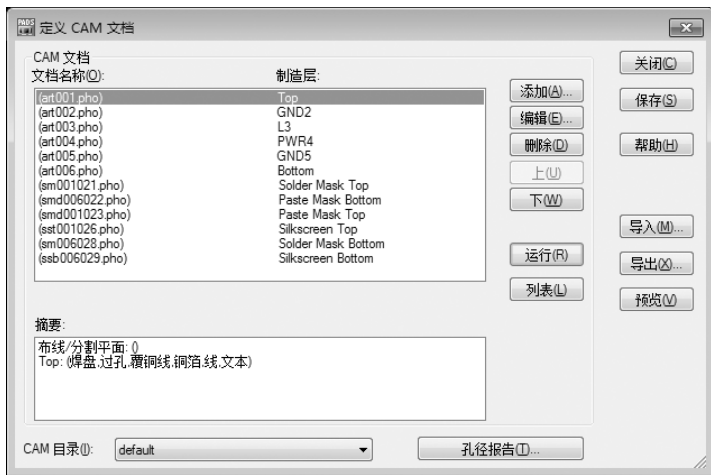 PADS
定义 CAM 文档
CAM 文档
文档名称(O): 制造层:
(art001.pho) Top
(art002.pho) GND2
(art003.pho) L3
(art004.pho) PWR4
(art005.pho) GND5
(art006.pho) Bottom
(sm001021.pho) Solder Mask Top
(smd006022.pho) Paste Mask Bottom
(smd001023.pho) Paste Mask Top
(sst001026.pho) Silkscreen Top
(sm006028.pho) Solder Mask Bottom
(ssb006029.pho) Silkscreen Bottom
添加(A)...
编辑(E)...
删除(D)
上(U)
下(W)
运行(R)
列表(L)
关闭(C)
保存(S)
帮助(H)
导入(M)...
导出(X)...
预览(V)
摘要:
布线/分割平面: ()
Top: (焊盘.过孔.覆铜线.铜箔.线.文本)
CAM 目录(I): default 孔径报告(T)...